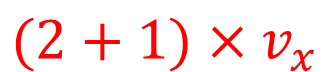 (2 + 1) × vₓ